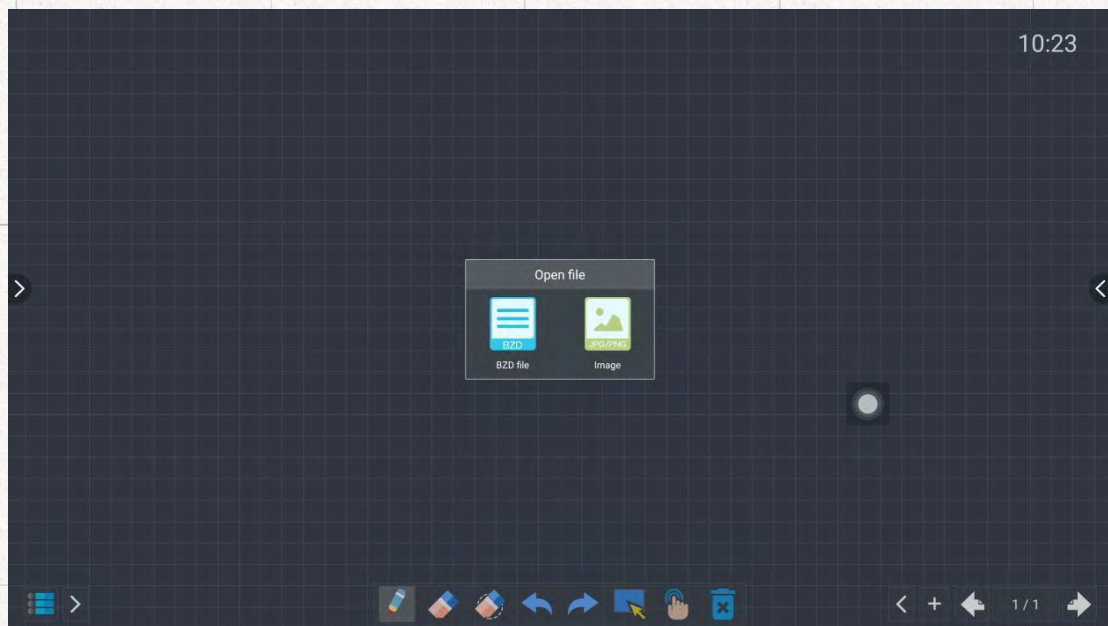 10:23
Open file
BZD
JPG/PNG
BZD file
Image
1/1